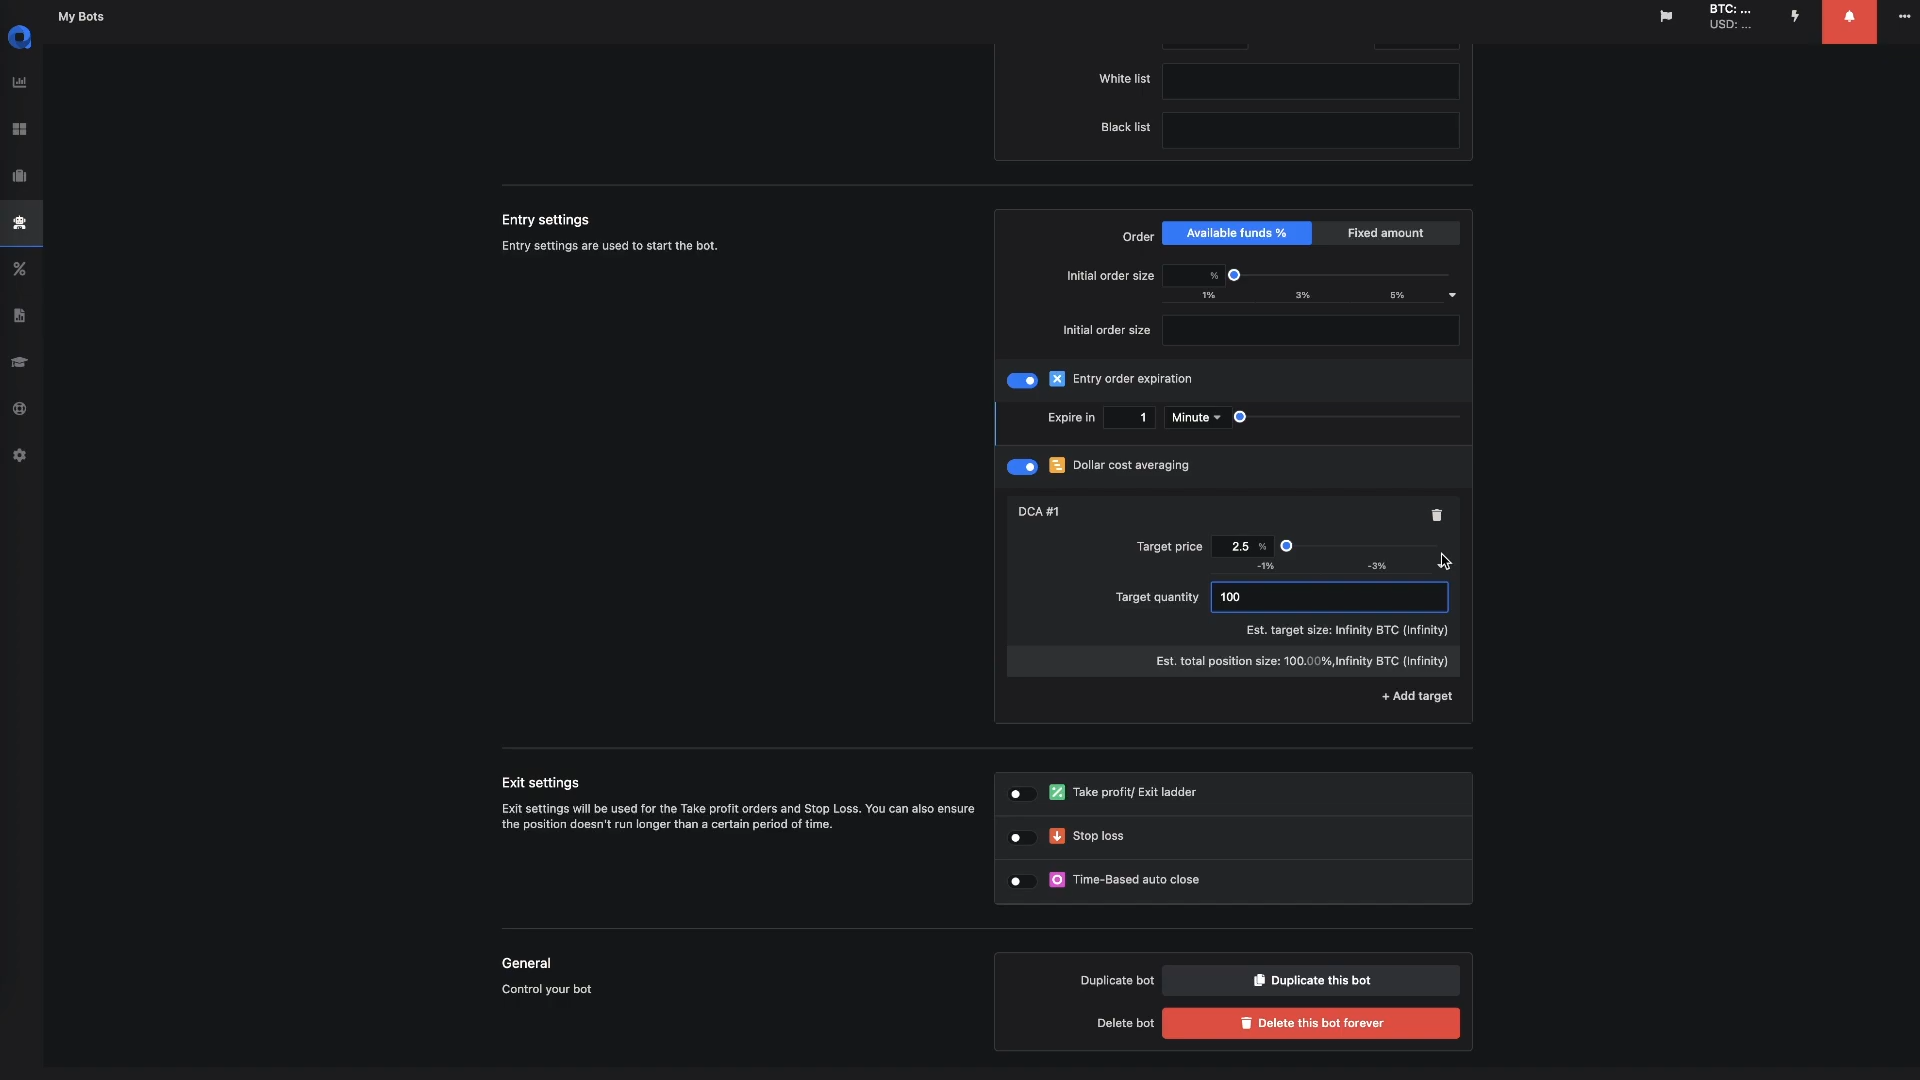 My Bots
BTC: ...
USD: ...
White list
Black list
Entry settings
Entry settings are used to start the bot.
Order Available funds % Fixed amount
Initial order size %
1% 3% 5%
Initial order size
Entry order expiration
Expire in 1 Minute
Dollar cost averaging
DCA #1
Target price 2.5 %
-1% -3%
Target quantity 100
Est. target size: Infinity BTC (Infinity)
Est. total position size: 100.00%,Infinity BTC (Infinity)
+ Add target
Exit settings
Exit settings will be used for the Take profit orders and Stop Loss. You can also ensure
the position doesn't run longer than a certain period of time.
Take profit/ Exit ladder
Stop loss
Time-Based auto close
General
Control your bot
Duplicate bot Duplicate this bot
Delete bot Delete this bot forever